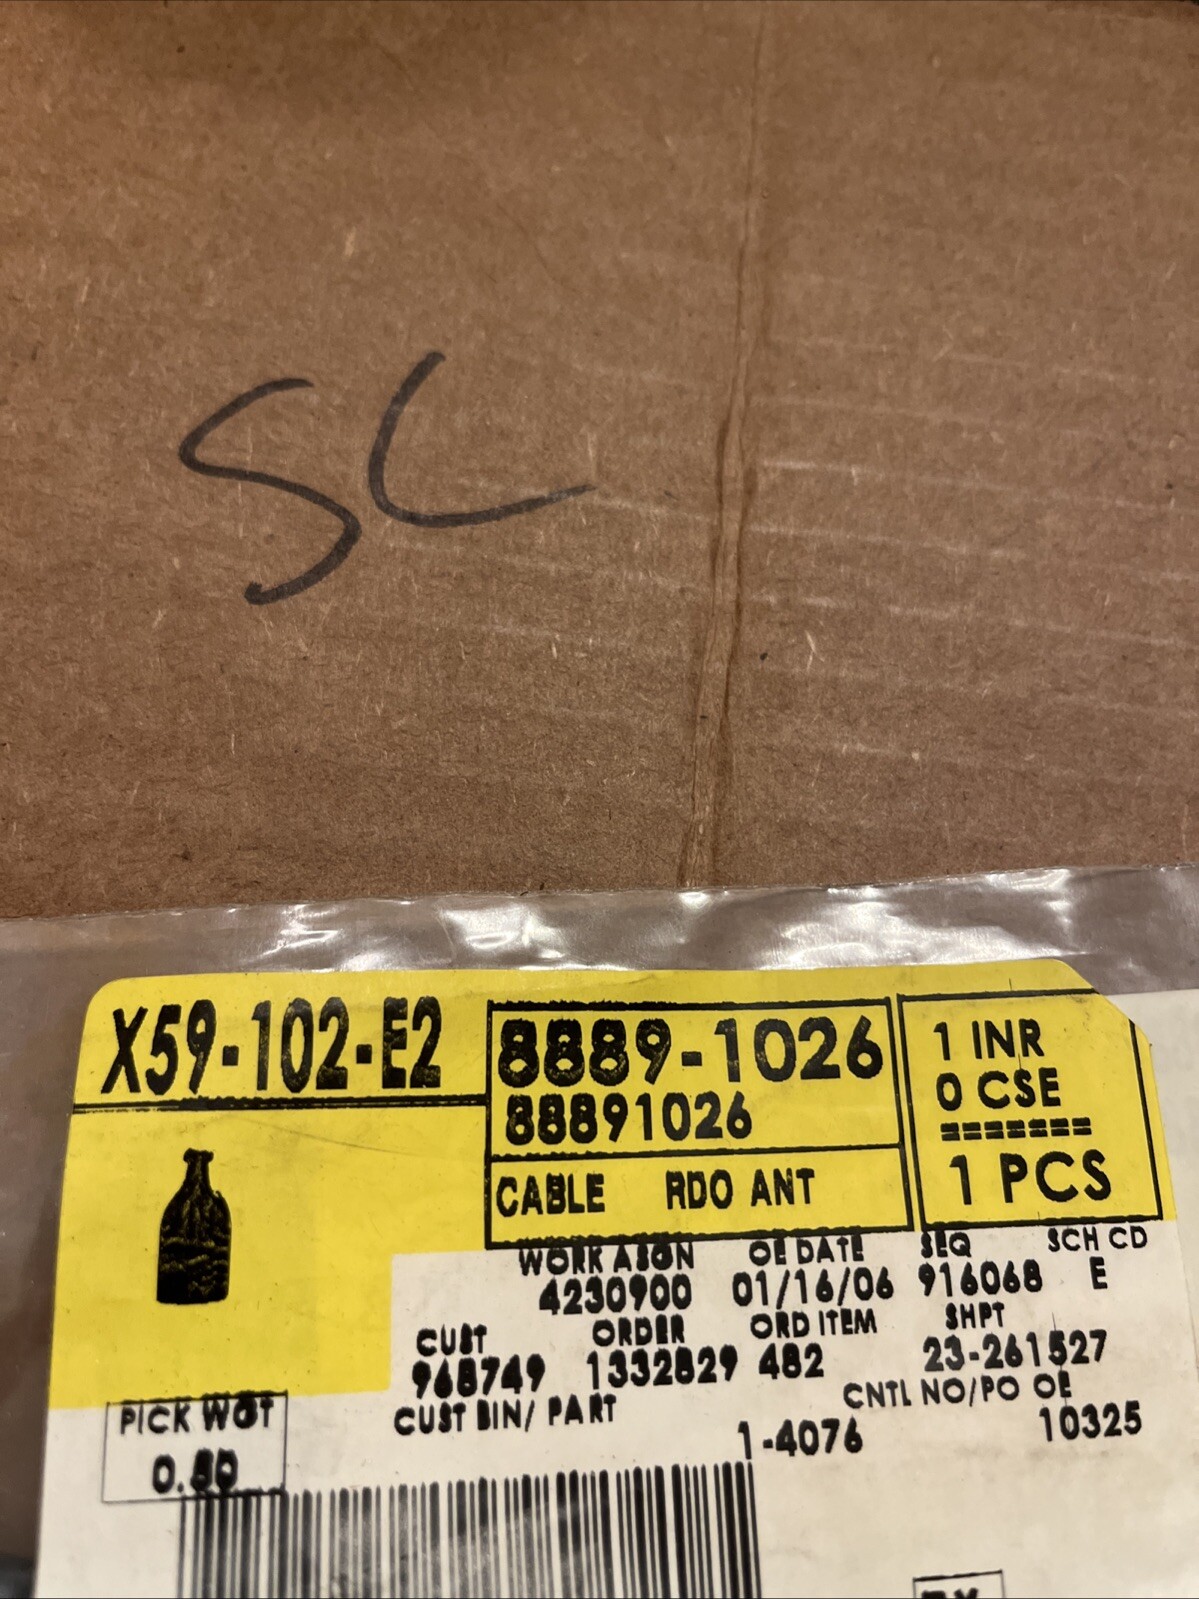 SL
X59-102-E2
8889-1026
88891026
CABLE RDO ANT
1 INR
0 CSE
=======
1 PCS
WORK ASGN OE DATE SEQ SCH CD
4230900 01/16/06 916068 E
CUST ORDER ORD ITEM SHPT
968749 1332829 482 23-261527
CUST BIN/ PART CNTL NO/PO OE
1-4076 10325
PICK WGT